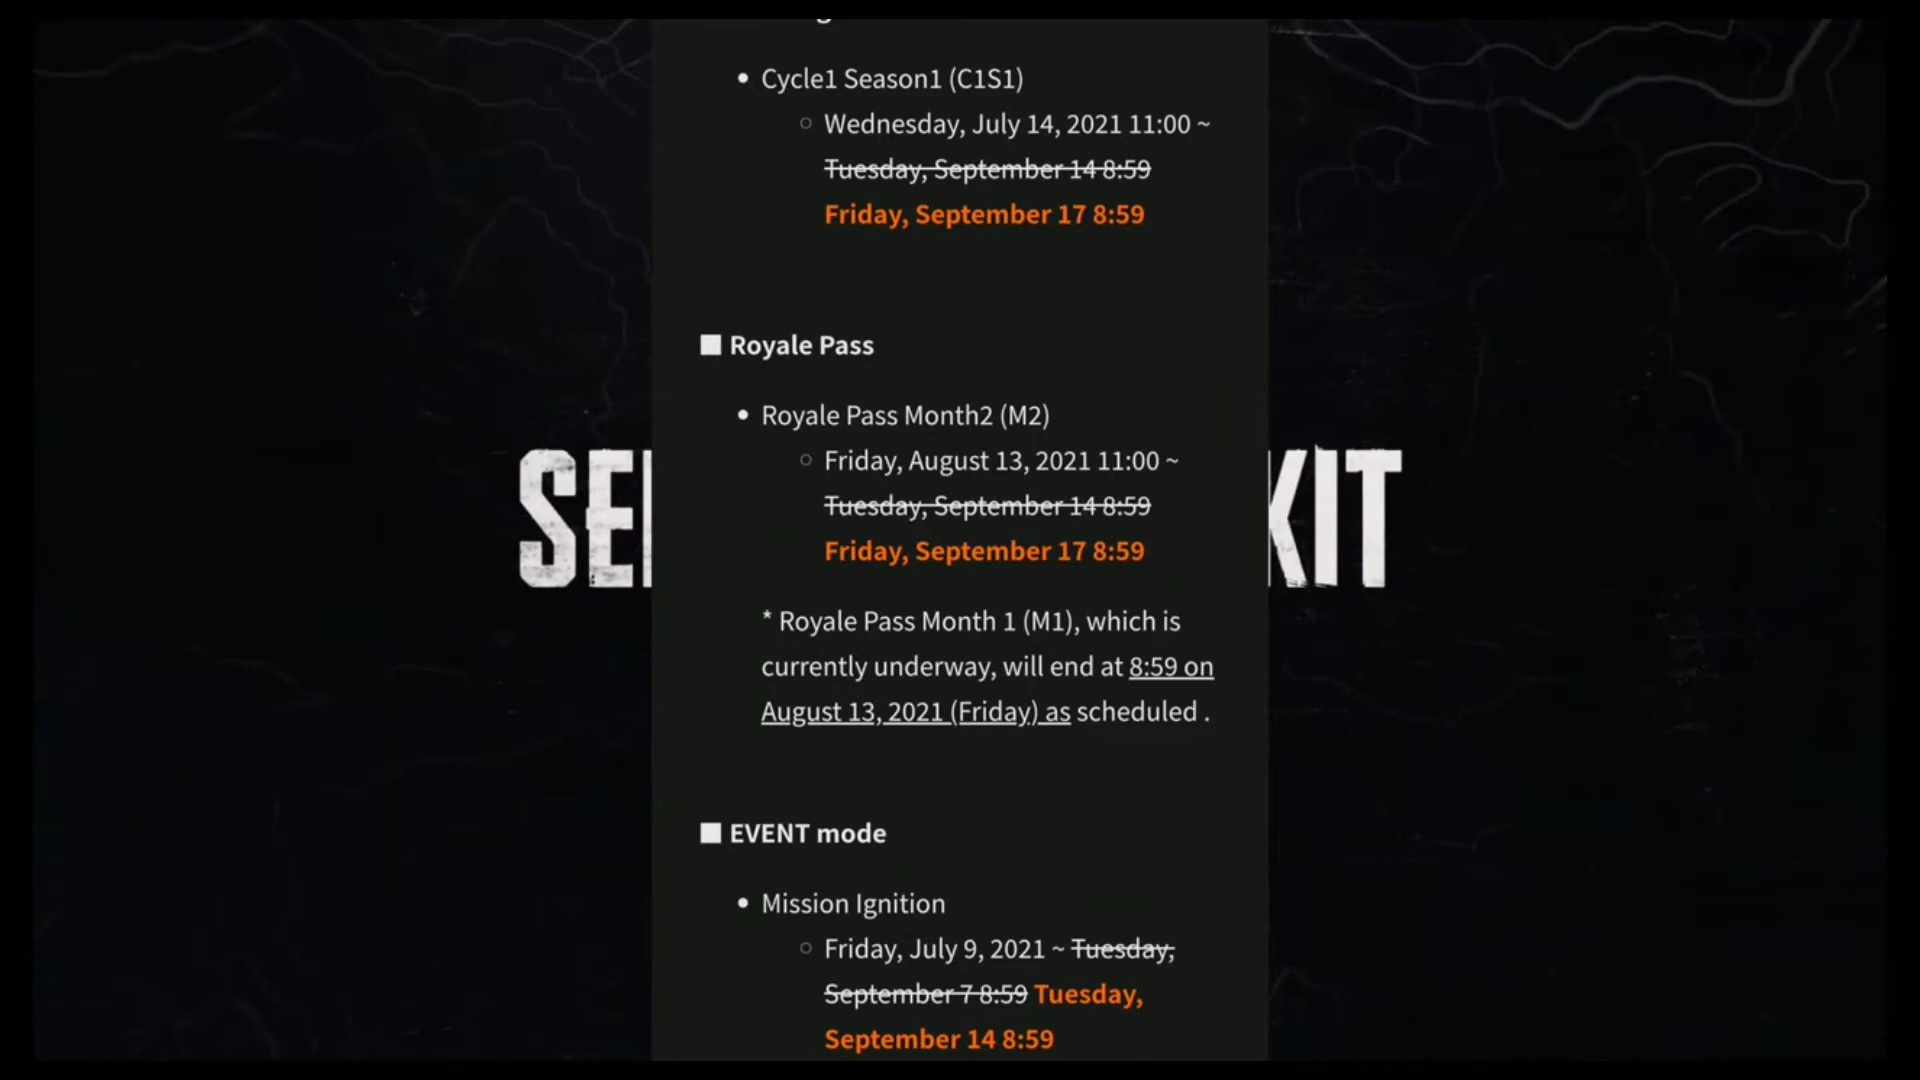 Cycle1 Season1 (C1S1)
Wednesday, July 14, 2021 11:00 ~
Tuesday, September 14 8:59
Friday, September 17 8:59
Royale Pass
Royale Pass Month2 (M2)
Friday, August 13, 2021 11:00 ~
Tuesday, September 14 8:59
Friday, September 17 8:59
* Royale Pass Month 1 (M1), which is
currently underway, will end at 8:59 on
August 13, 2021 (Friday) as scheduled .
EVENT mode
Mission Ignition
Friday, July 9, 2021 ~ Tuesday,
September 7 8:59 Tuesday,
September 14 8:59
KIT